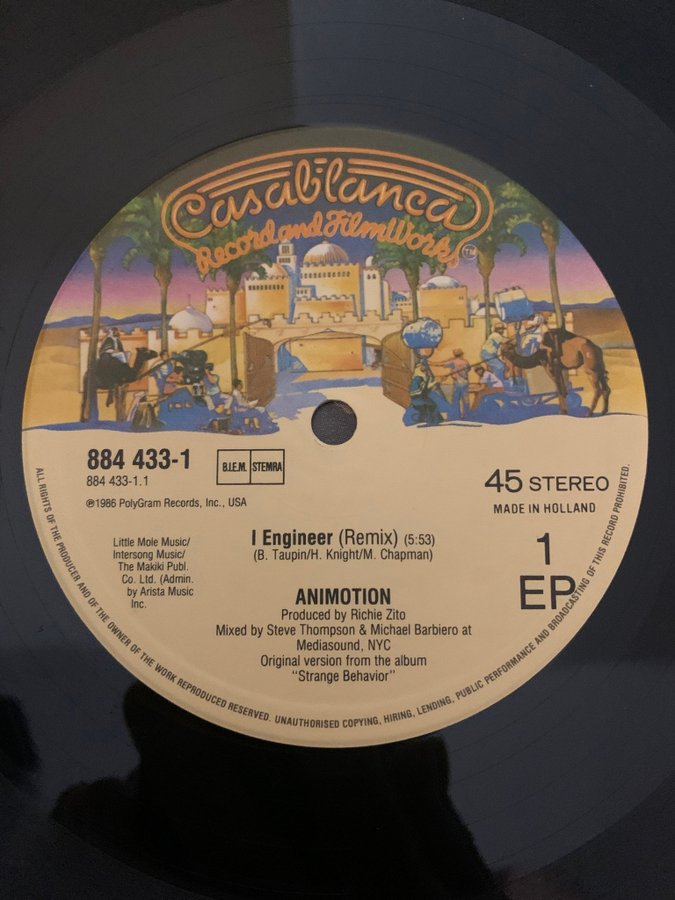 Casablanca
Record and FilmWorks TM
884 433-1
884 433-1.1
B.I.E.M. STEMRA
℗1986 PolyGram Records, Inc., USA
45 STEREO
MADE IN HOLLAND
1
EP
Little Mole Music/
Intersong Music/
The Makiki Publ.
Co. Ltd. (Admin.
by Arista Music
Inc.
I Engineer (Remix) (5:53)
(B. Taupin/H. Knight/M. Chapman)
ANIMOTION
Produced by Richie Zito
Mixed by Steve Thompson & Michael Barbiero at
Mediasound, NYC
Original version from the album
"Strange Behavior"
ALL RIGHTS OF THE PRODUCER AND OF THE OWNER OF THE WORK REPRODUCED RESERVED. UNAUTHORISED COPYING, HIRING, LENDING, PUBLIC PERFORMANCE AND BROADCASTING OF THIS RECORD PROHIBITED.